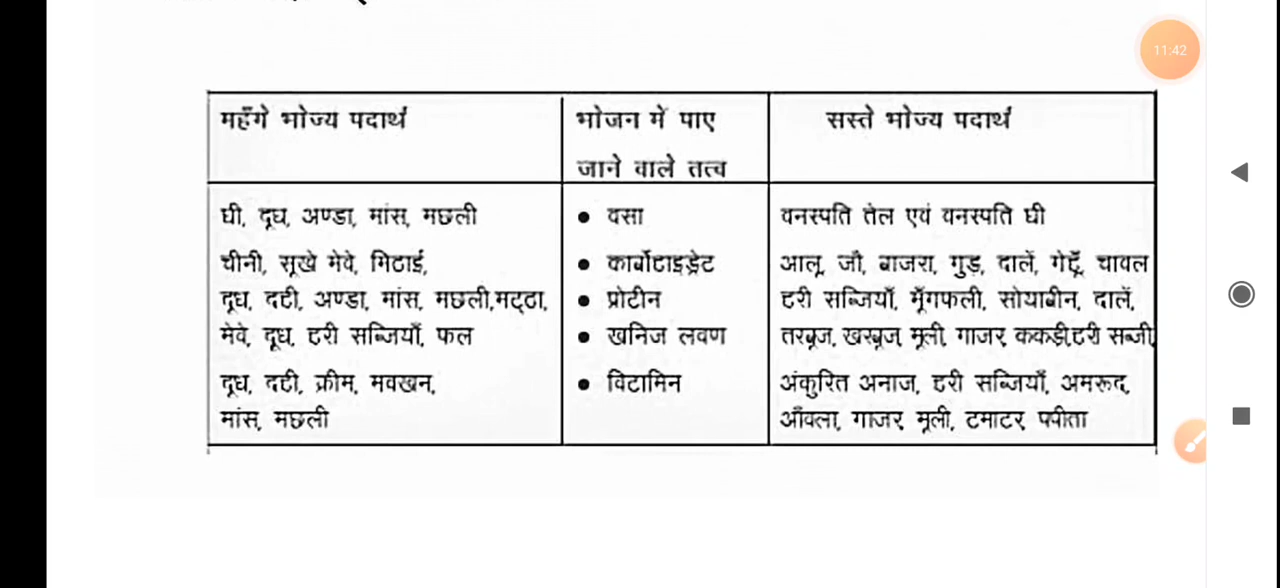 11:42
महँगे भोज्य पदार्थ भोजन में पाए सस्ते भोज्य पदार्थ
जाने वाले तत्व
घी, दूध, अण्डा, मांस, मछली • वसा वनस्पति तेल एवं वनस्पति घी
चीनी, सूखे मेवे, मिठाई, • कार्बोहाइड्रेट आलू, जौ, बाजरा, गुड़, दालें, गेहूँ, चावल
दूध, दही, अण्डा, मांस, मछली,मट्ठा, • प्रोटीन हरी सब्जियाँ, मूँगफली, सोयाबीन, दालें,
मेवे, दूध, हरी सब्जियाँ, फल • खनिज लवण तरबूज, खरबूज, मूली, गाजर, ककड़ी,हरी सब्जी,
दूध, दही, क्रीम, मक्खन, • विटामिन अंकुरित अनाज, हरी सब्जियाँ, अमरूद,
मांस, मछली आँवला, गाजर, मूली, टमाटर, पपीता